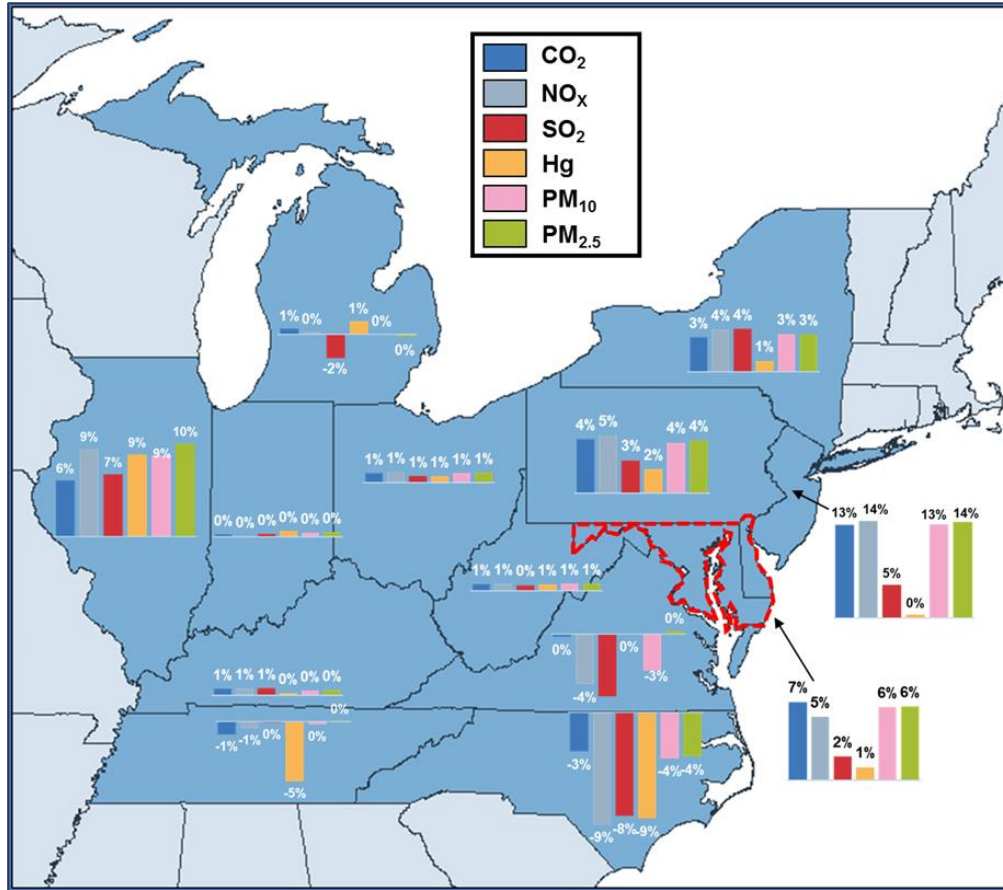 CO₂
NOₓ
SO₂
Hg
PM₁₀
PM₂.₅
1% 0% 1% 0%
-2% 0%
3% 4% 4% 1% 3% 3%
6% 9% 7% 9% 9% 10%
0% 0% 0% 0% 0% 0%
1% 1% 1% 1% 1% 1%
4% 5% 3% 2% 4% 4%
13% 14% 5% 0% 13% 14%
1% 1% 0% 1% 1% 1%
0% -4% 0% -3% 0%
7% 5% 2% 1% 6% 6%
1% 1% 1% 0% 0% 0%
-1% -1% 0% -5% 0% 0%
-3% -9% -8% -9% -4% -4%